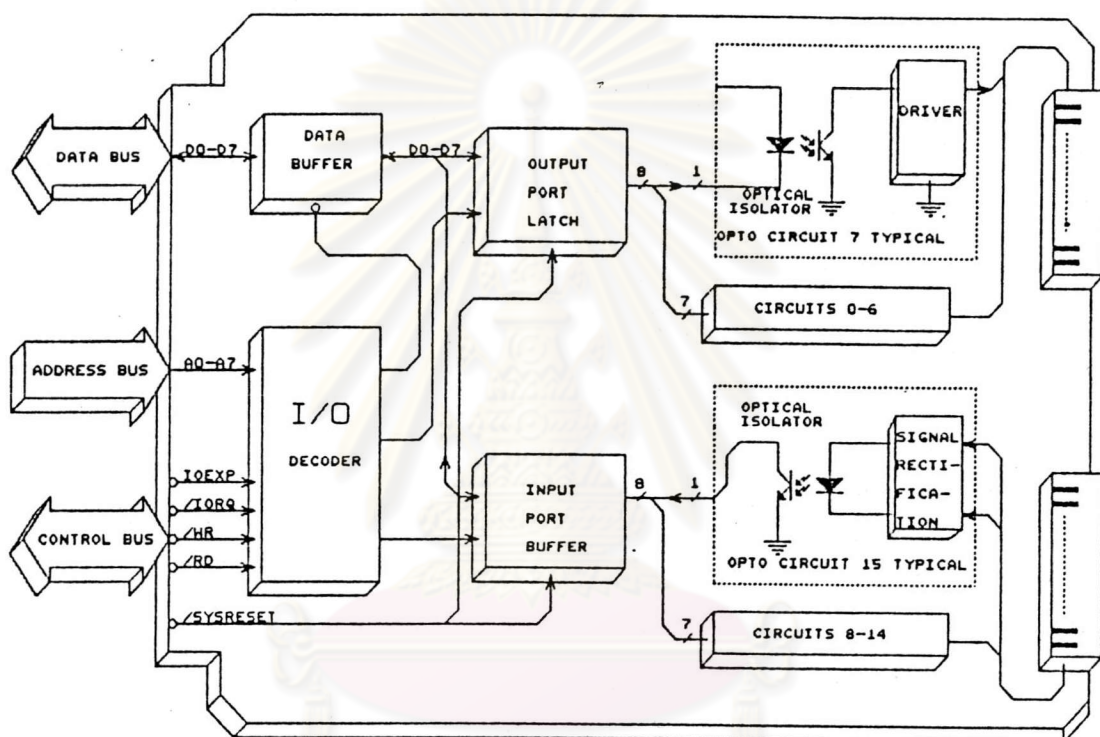 DATA BUS
D0-D7
DATA
BUFFER
D0-D7
OUTPUT
PORT
LATCH
8
1
OPTICAL
ISOLATOR
DRIVER
OPTO CIRCUIT 7 TYPICAL
7
CIRCUITS 0-6
ADDRESS BUS
A0-A7
I/O
DECODER
CONTROL BUS
IOEXP
/IORQ
/HR
/RD
/SYSRESET
INPUT
PORT
BUFFER
8
1
OPTICAL
ISOLATOR
SIGNAL
RECTI-
FICA-
TION
OPTO CIRCUIT 15 TYPICAL
7
CIRCUITS 8-14